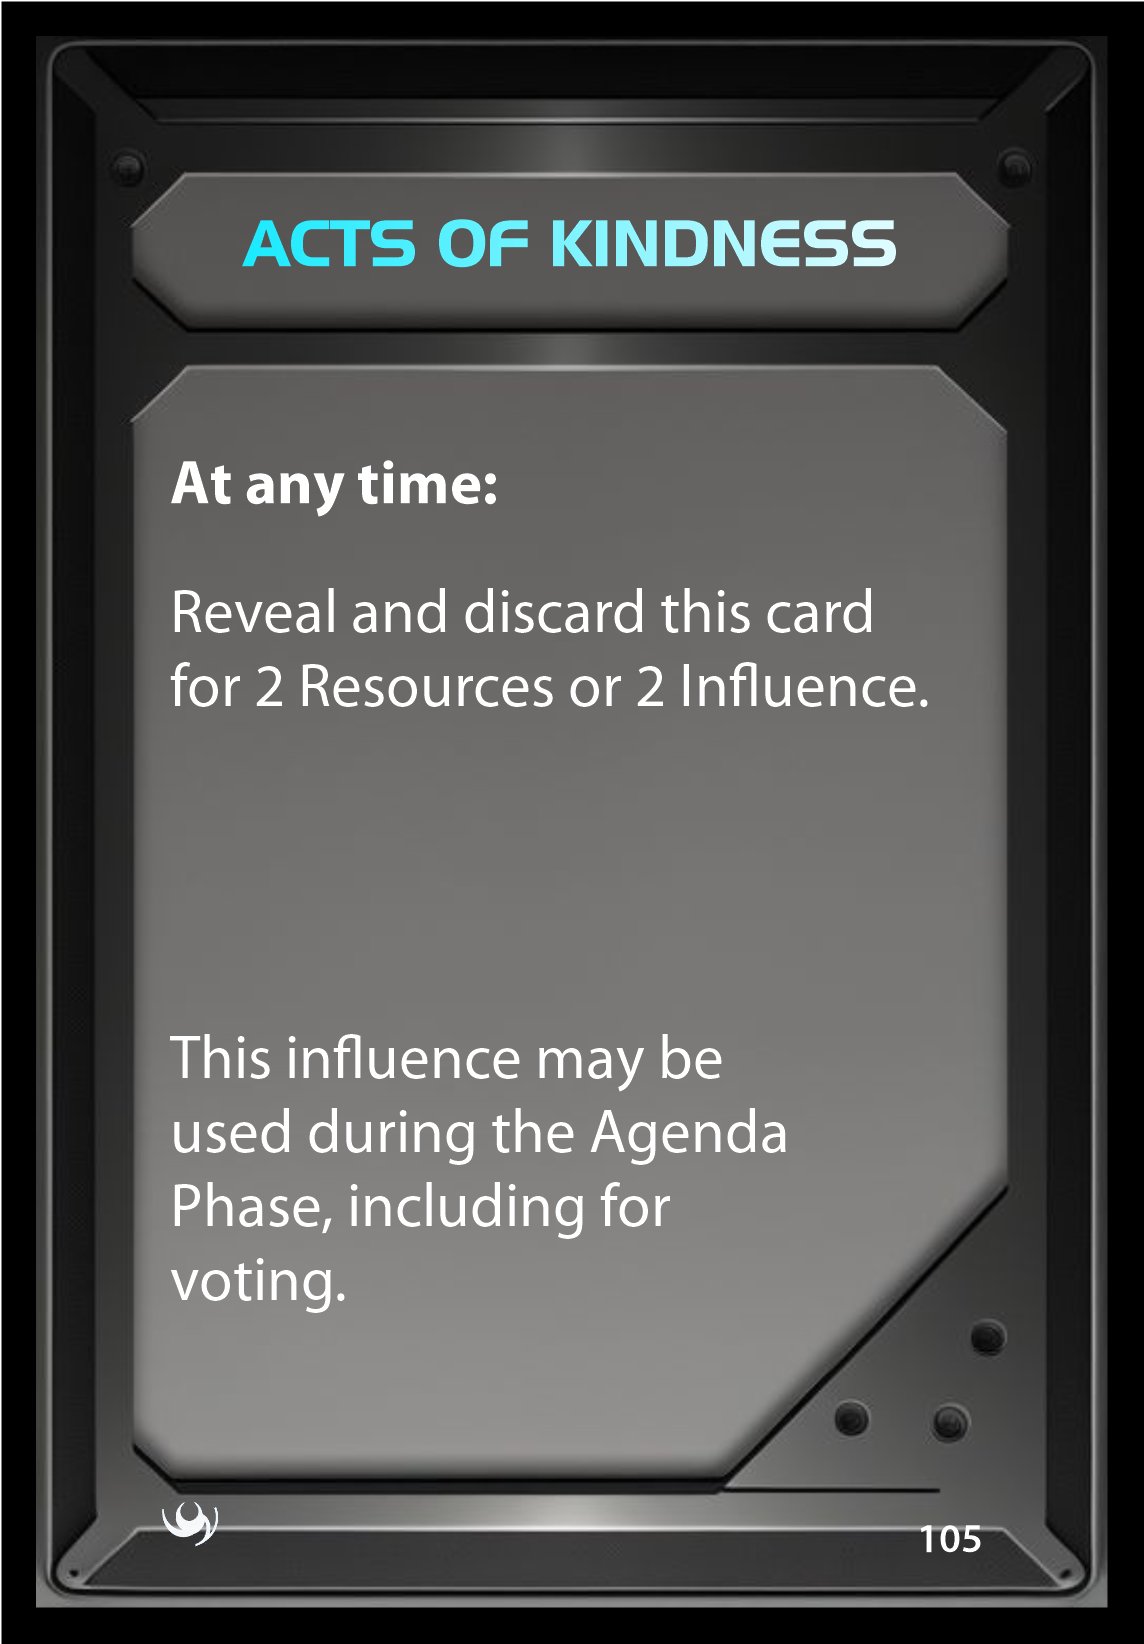 ACTS OF KINDNESS
At any time:
Reveal and discard this card
for 2 Resources or 2 Influence.
This influence may be
used during the Agenda
Phase, including for
voting.
105